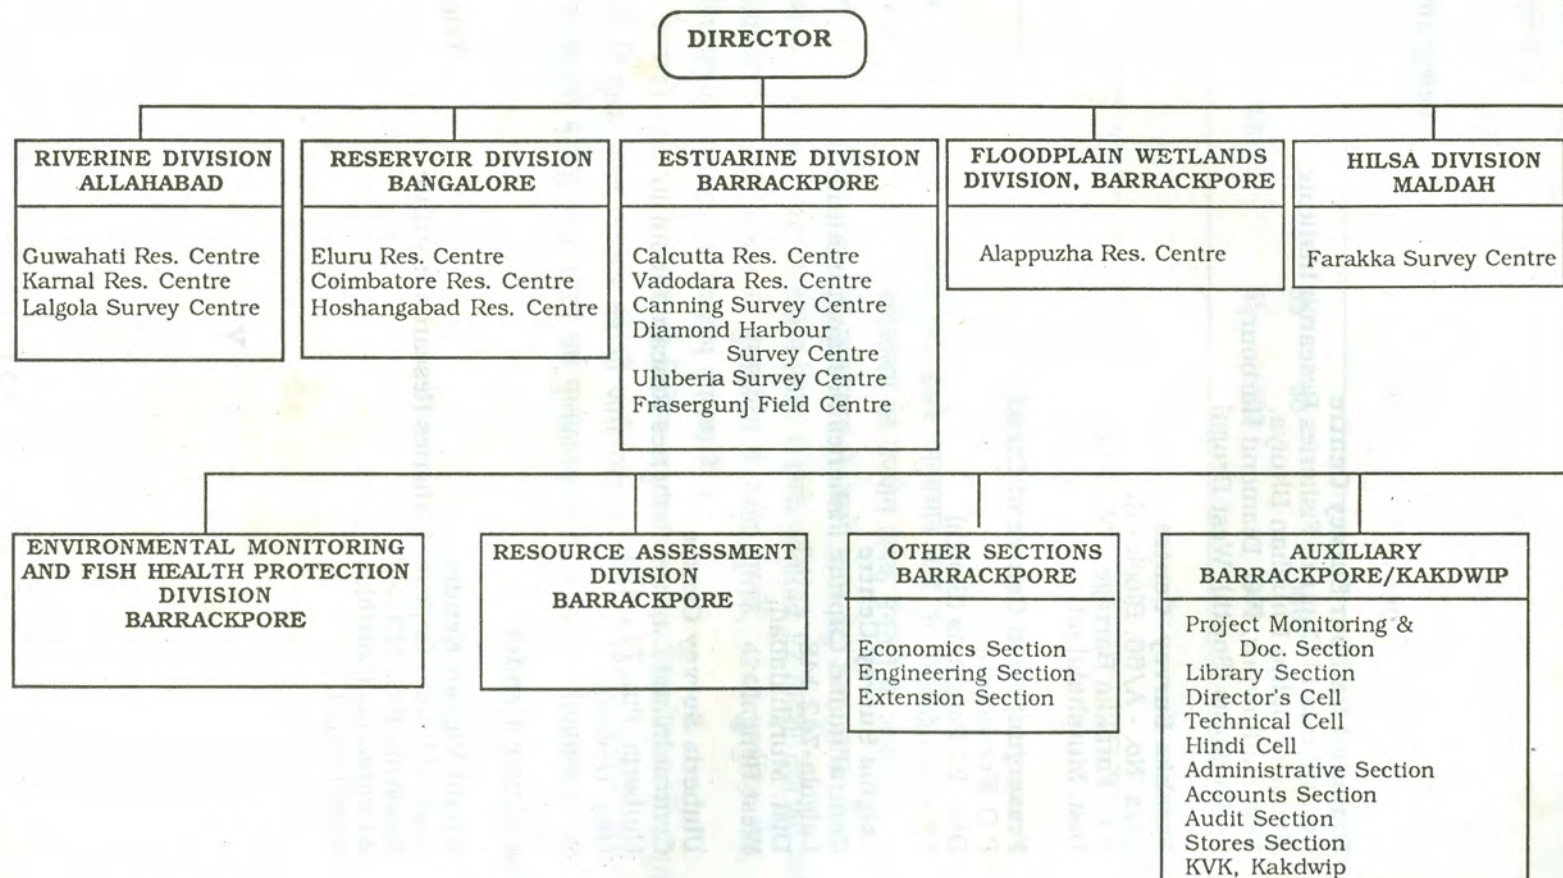 DIRECTOR
RIVERINE DIVISION
ALLAHABAD
Guwahati Res. Centre
Karnal Res. Centre
Lalgola Survey Centre
RESERVOIR DIVISION
BANGALORE
Eluru Res. Centre
Coimbatore Res. Centre
Hoshangabad Res. Centre
ESTUARINE DIVISION
BARRACKPORE
Calcutta Res. Centre
Vadodara Res. Centre
Canning Survey Centre
Diamond Harbour
Survey Centre
Uluberia Survey Centre
Frasergunj Field Centre
FLOODPLAIN WETLANDS
DIVISION, BARRACKPORE
Alappuzha Res. Centre
HILSA DIVISION
MALDAH
Farakka Survey Centre
ENVIRONMENTAL MONITORING
AND FISH HEALTH PROTECTION
DIVISION
BARRACKPORE
RESOURCE ASSESSMENT
DIVISION
BARRACKPORE
OTHER SECTIONS
BARRACKPORE
Economics Section
Engineering Section
Extension Section
AUXILIARY
BARRACKPORE/KAKDWIP
Project Monitoring &
Doc. Section
Library Section
Director's Cell
Technical Cell
Hindi Cell
Administrative Section
Accounts Section
Audit Section
Stores Section
KVK, Kakdwip